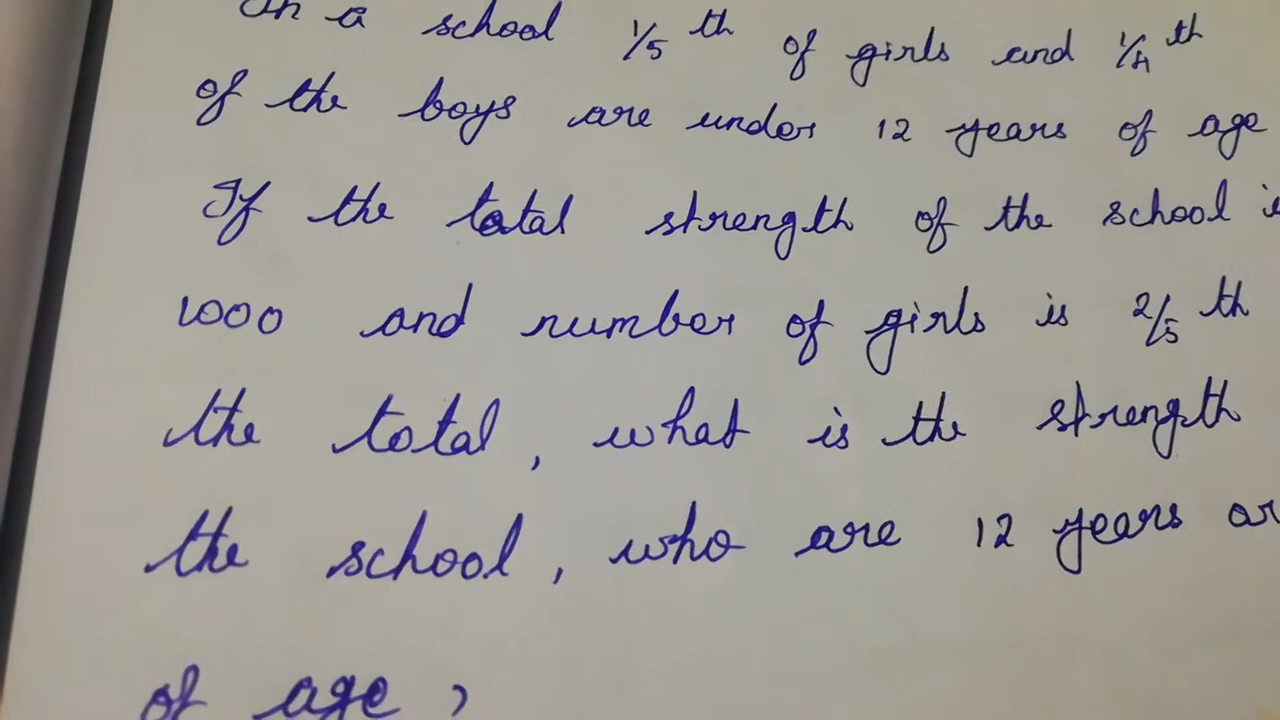 In a school 1/5 th of girls and 1/4 th
of the boys are under 12 years of age
If the total strength of the school
1000 and number of girls is 2/5 th
the total, what is the strength
the school, who are 12 years
of age,